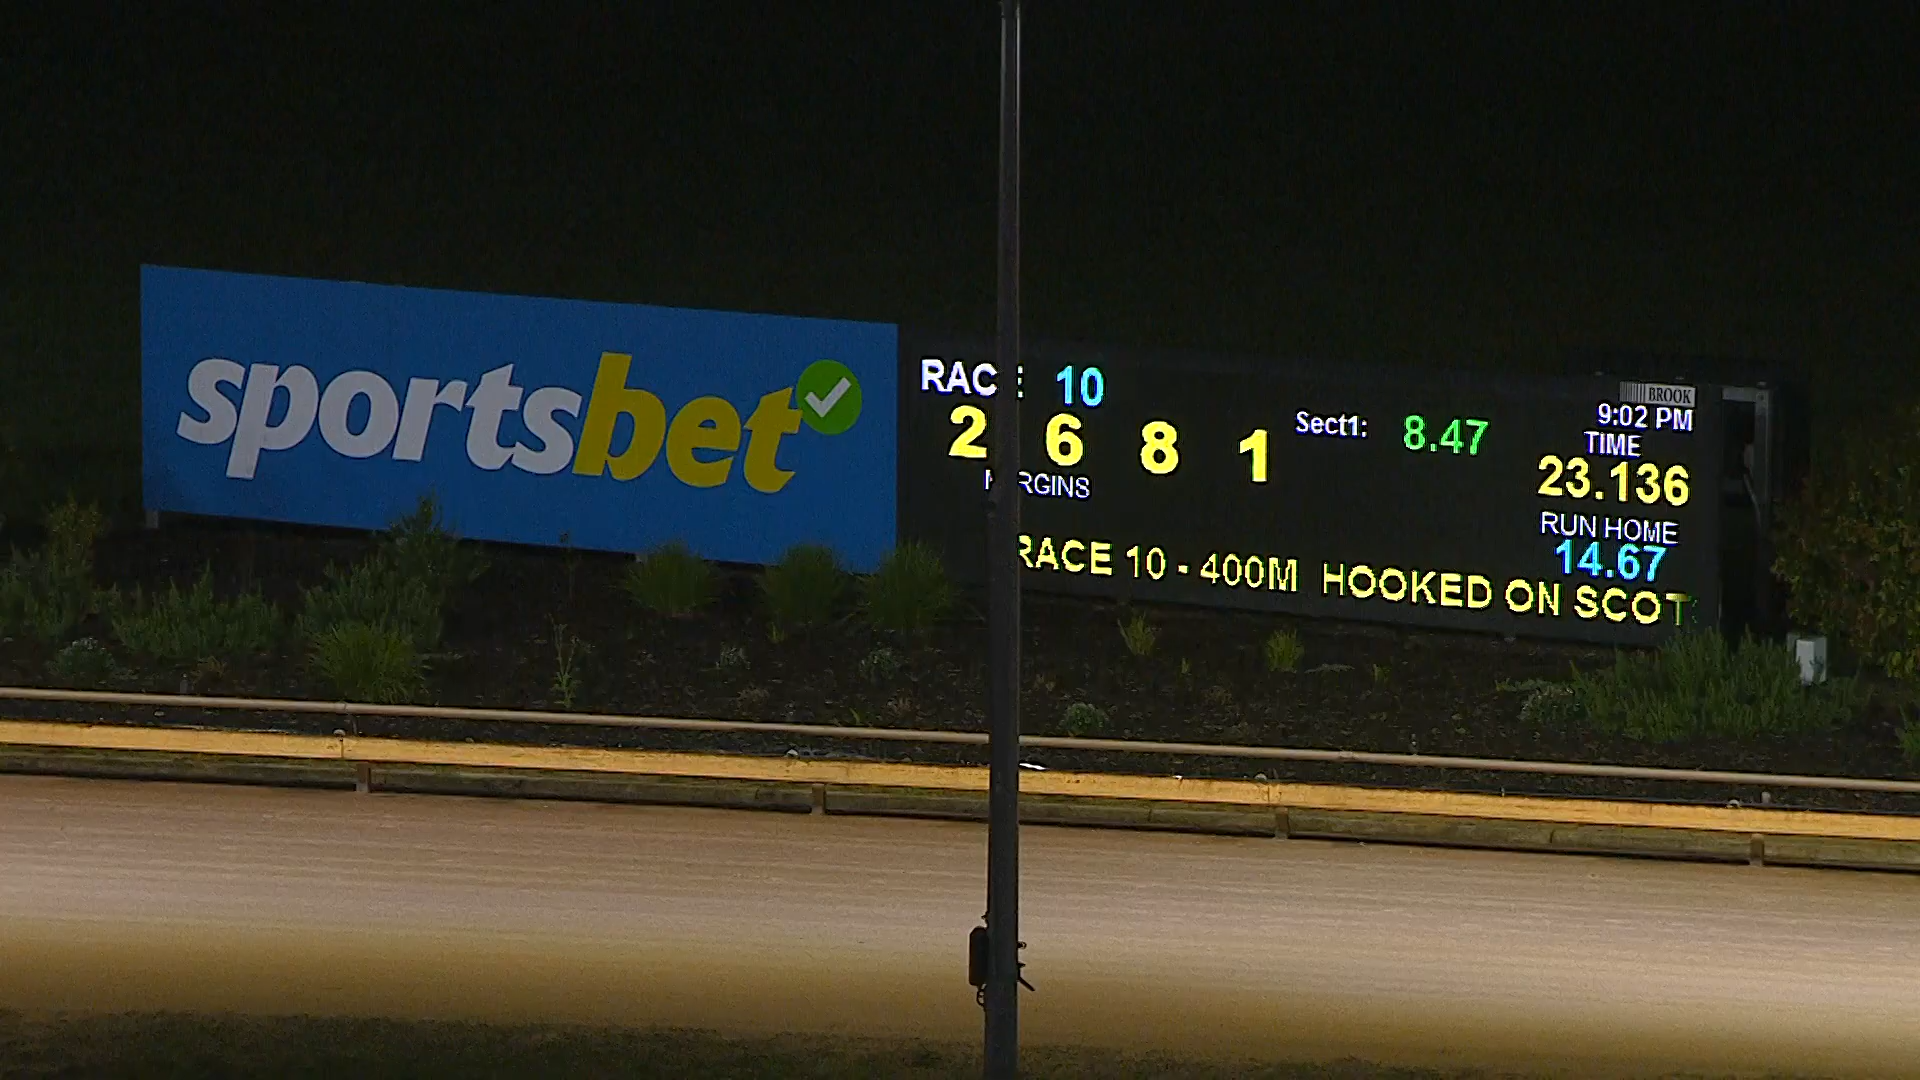 sportsbet
RAC : 10
2 6 8 1
MARGINS
Sect1: 8.47
BROOK
9:02 PM
TIME
23.136
RUN HOME
14.67
RACE 10 - 400M HOOKED ON SCOT